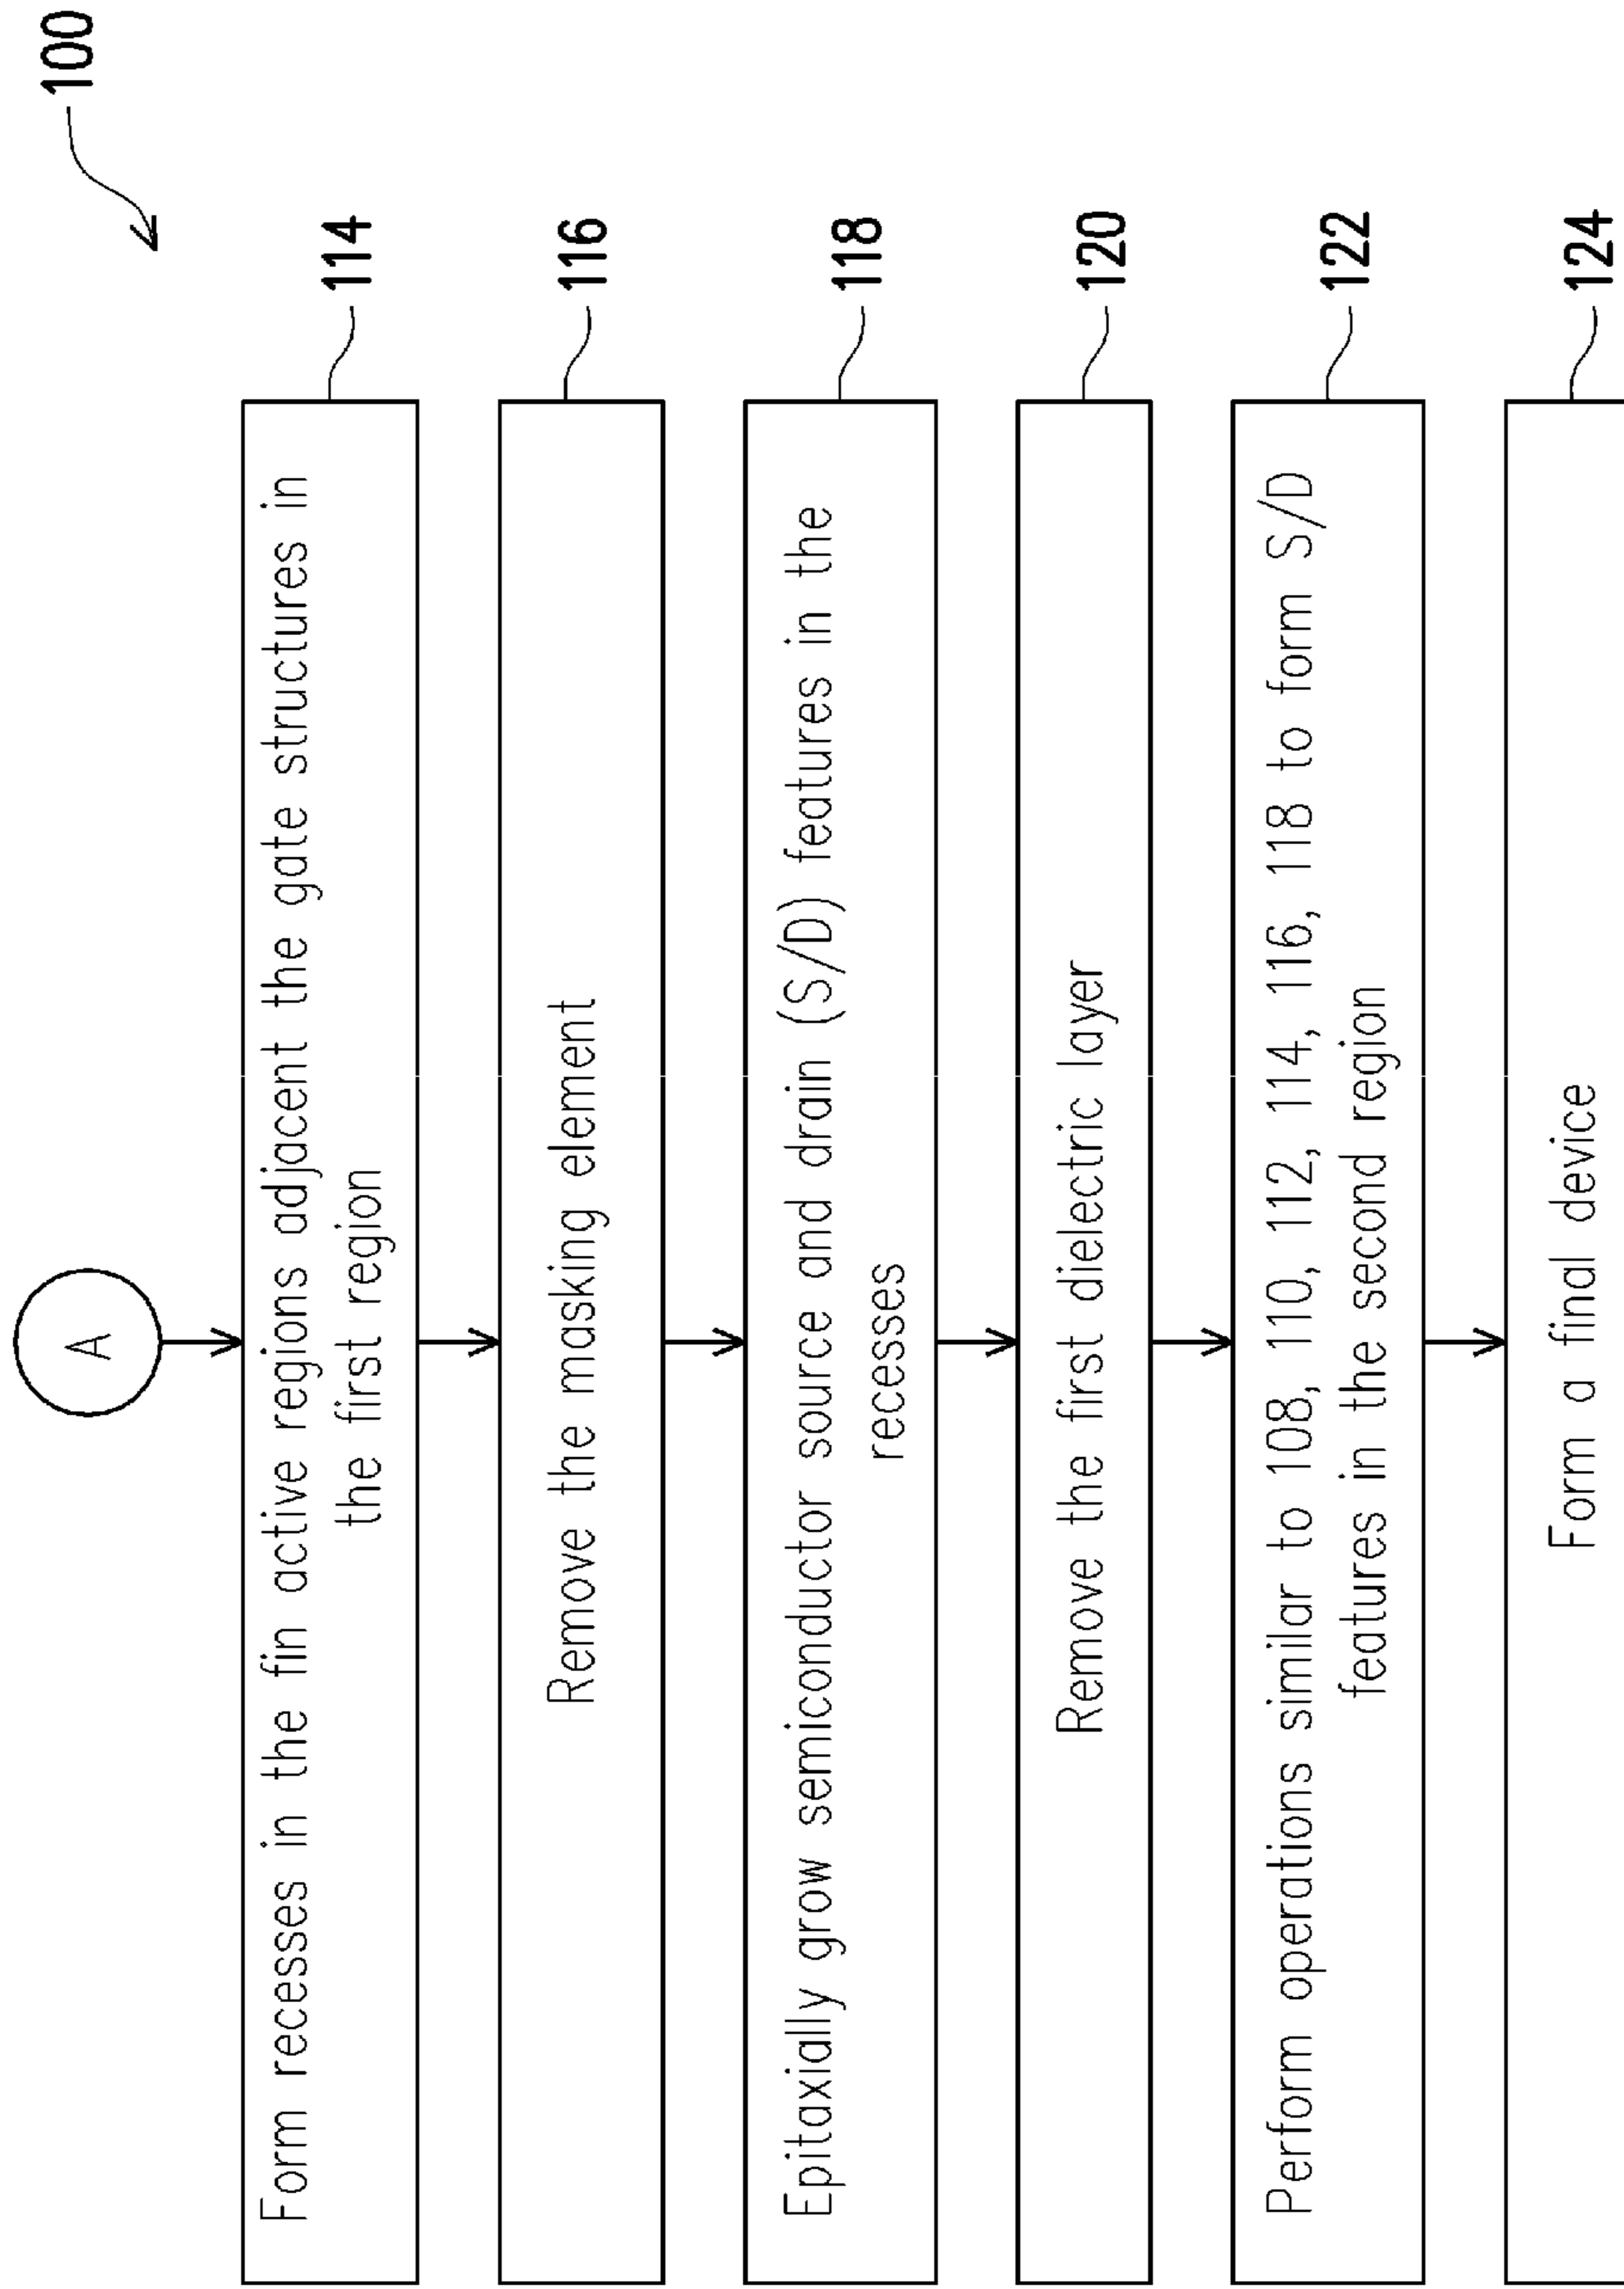 100
A
Form recesses in the fin active regions adjacent the gate structures in
the first region
114
Remove the masking element
116
Epitaxially grow semiconductor source and drain (S/D) features in the
recesses
118
Remove the first dielectric layer
120
Perform operations similar to 108, 110, 112, 114, 116, 118 to form S/D
features in the second region
122
Form a final device
124